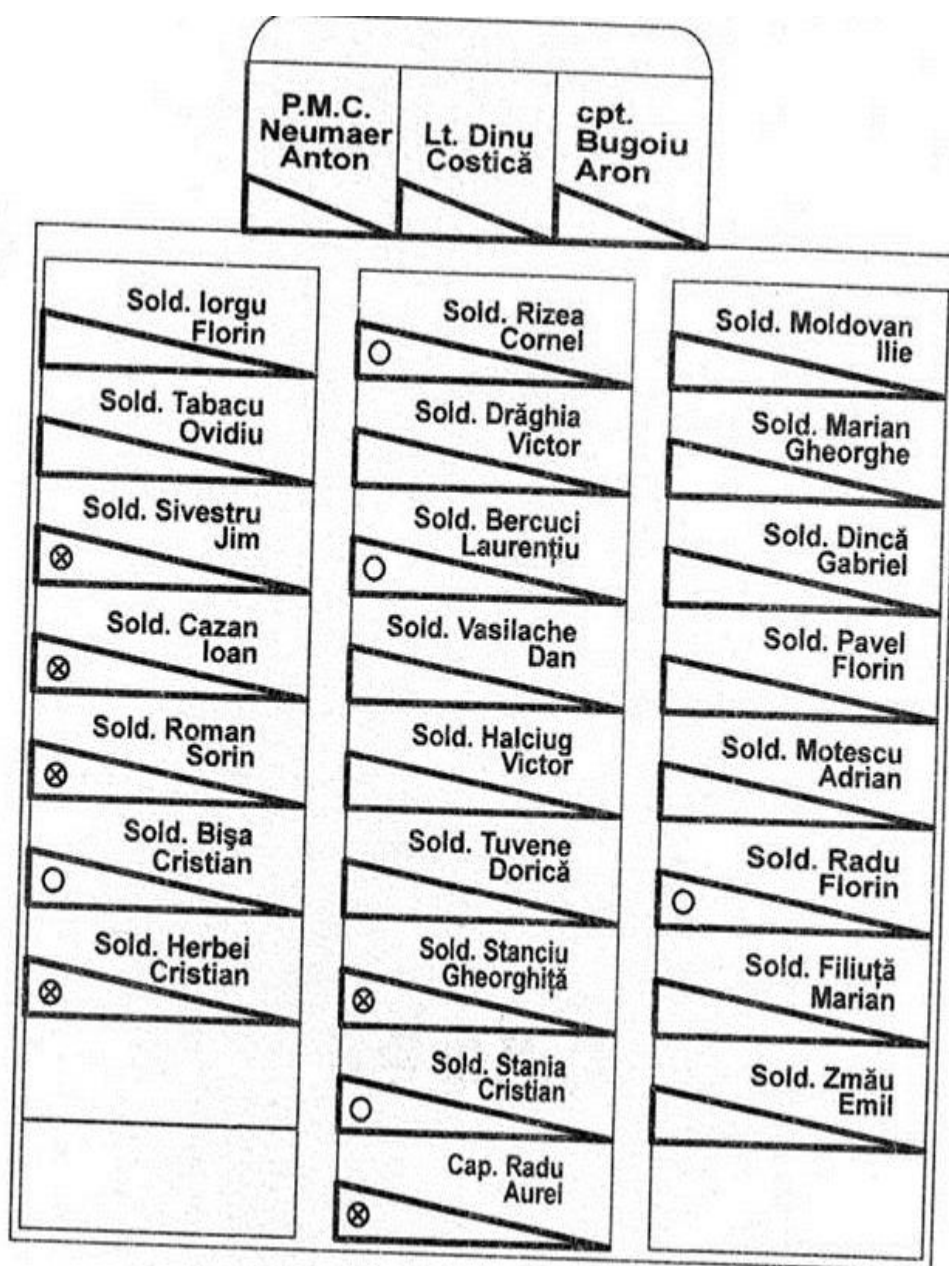 P.M.C.
Neumaer
Anton
Lt. Dinu
Costică
cpt.
Bugoiu
Aron
Sold. Iorgu
Florin
Sold. Tabacu
Ovidiu
Sold. Sivestru
Jim
Sold. Cazan
Ioan
Sold. Roman
Sorin
Sold. Bişa
Cristian
Sold. Herbei
Cristian
Sold. Rizea
Cornel
Sold. Drăghia
Victor
Sold. Bercuci
Laurenţiu
Sold. Vasilache
Dan
Sold. Halciug
Victor
Sold. Tuvene
Dorică
Sold. Stanciu
Gheorghiţă
Sold. Stania
Cristian
Cap. Radu
Aurel
Sold. Moldovan
Ilie
Sold. Marian
Gheorghe
Sold. Dincă
Gabriel
Sold. Pavel
Florin
Sold. Motescu
Adrian
Sold. Radu
Florin
Sold. Filiuţă
Marian
Sold. Zmău
Emil